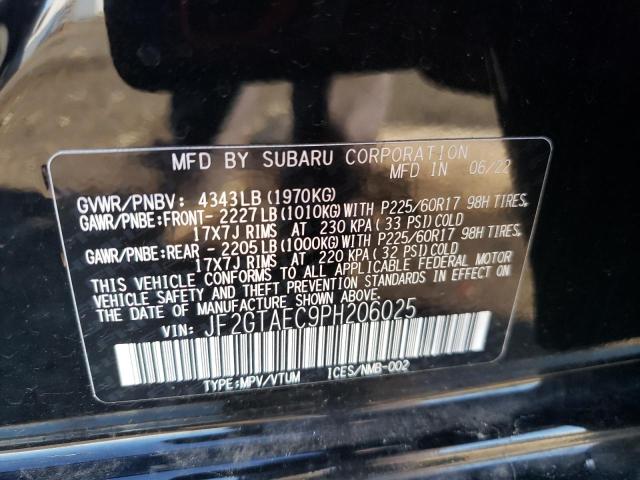 MFD BY SUBARU CORPORATION
MFD IN 06/22
GVWR/PNBV: 4343LB(1970KG)
GAWR/PNBE:FRONT- 2227LB(1010KG)WITH P225/60R17 98H TIRES,
17X7J RIMS AT 230 KPA(33 PSI)COLD
GAWR/PNBE:REAR - 2205LB(1000KG)WITH P225/60R17 98H TIRES,
17X7J RIMS AT 220 KPA(32 PSI)COLD
THIS VEHICLE CONFORMS TO ALL APPLICABLE FEDERAL MOTOR
VEHICLE SAFETY AND THEFT PREVENTION STANDARDS IN EFFECT ON
THE DATE OF MANUFACTURE SHOWN ABOVE.
VIN: JF2GTAEC9PH206025
TYPE:MPV/VTUM ICES/NMB-002